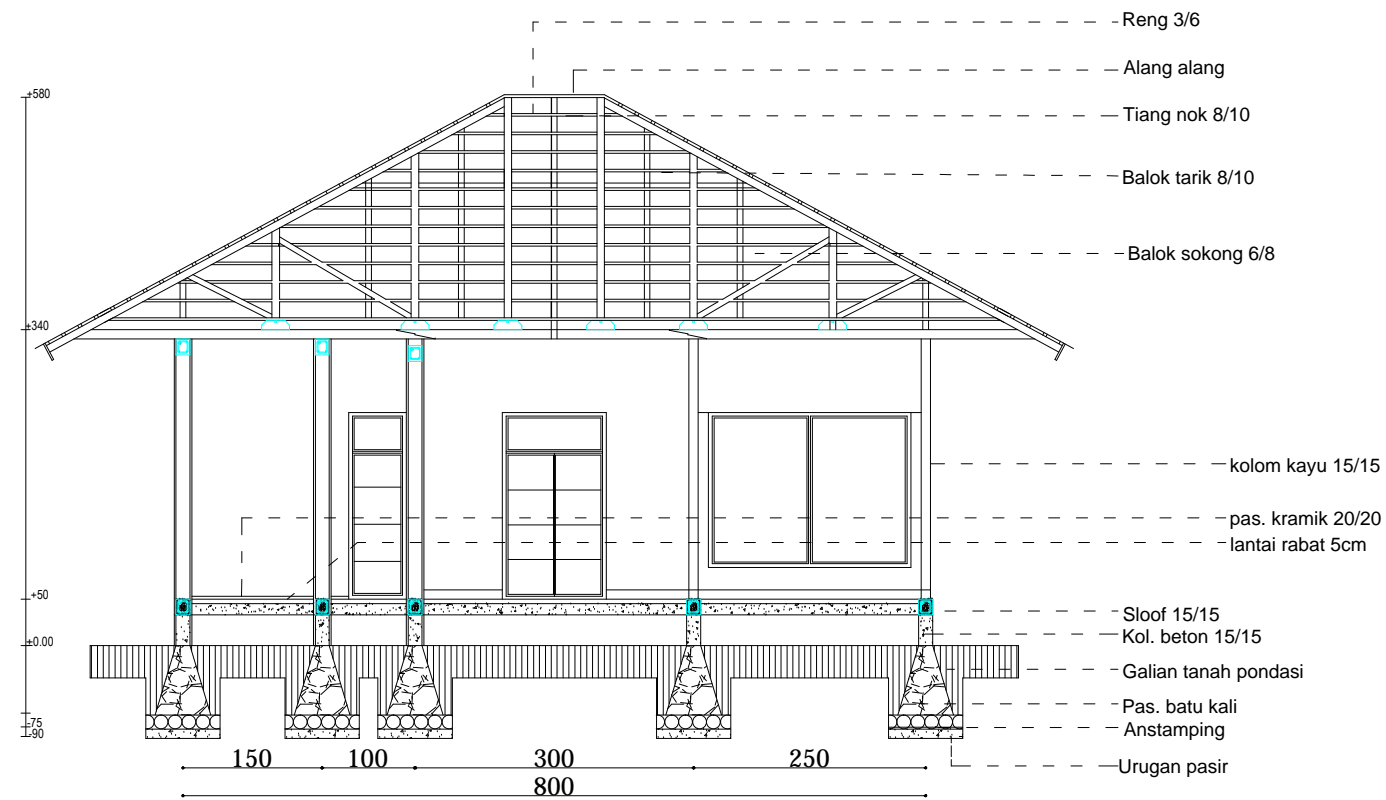 Reng 3/6
Alang alang
+580
Tiang nok 8/10
Balok tarik 8/10
Balok sokong 6/8
+340
kolom kayu 15/15
pas. kramik 20/20
lantai rabat 5cm
+50
Sloof 15/15
Kol. beton 15/15
±0.00
Galian tanah pondasi
Pas. batu kali
-75
Anstamping
-90
Urugan pasir
150 100 300 250
800